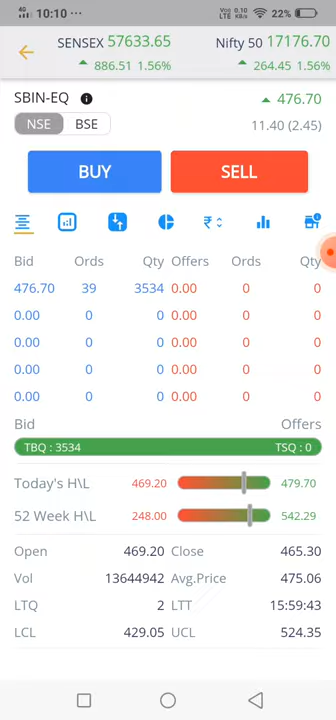 4G 10:10 ··· Vo) LTE 0.10 KB/s 22%
SENSEX 57633.65 Nifty 50 17176.70
886.51 1.56% 264.45 1.56%
SBIN-EQ 476.70
NSE BSE 11.40 (2.45)
BUY SELL
Bid Ords Qty Offers Ords Qty
476.70 39 3534 0.00 0 0
0.00 0 0 0.00 0 0
0.00 0 0 0.00 0 0
0.00 0 0 0.00 0 0
0.00 0 0 0.00 0 0
Bid Offers
TBQ : 3534 TSQ : 0
Today's H\L 469.20 479.70
52 Week H\L 248.00 542.29
Open 469.20 Close 465.30
Vol 13644942 Avg.Price 475.06
LTQ 2 LTT 15:59:43
LCL 429.05 UCL 524.35